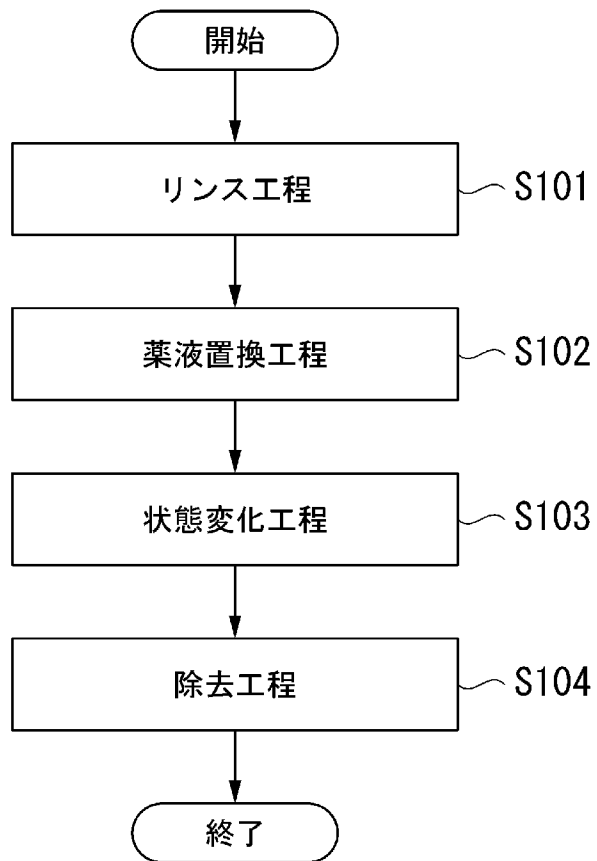 開始
リンス工程
S101
薬液置換工程
S102
状態変化工程
S103
除去工程
S104
終了